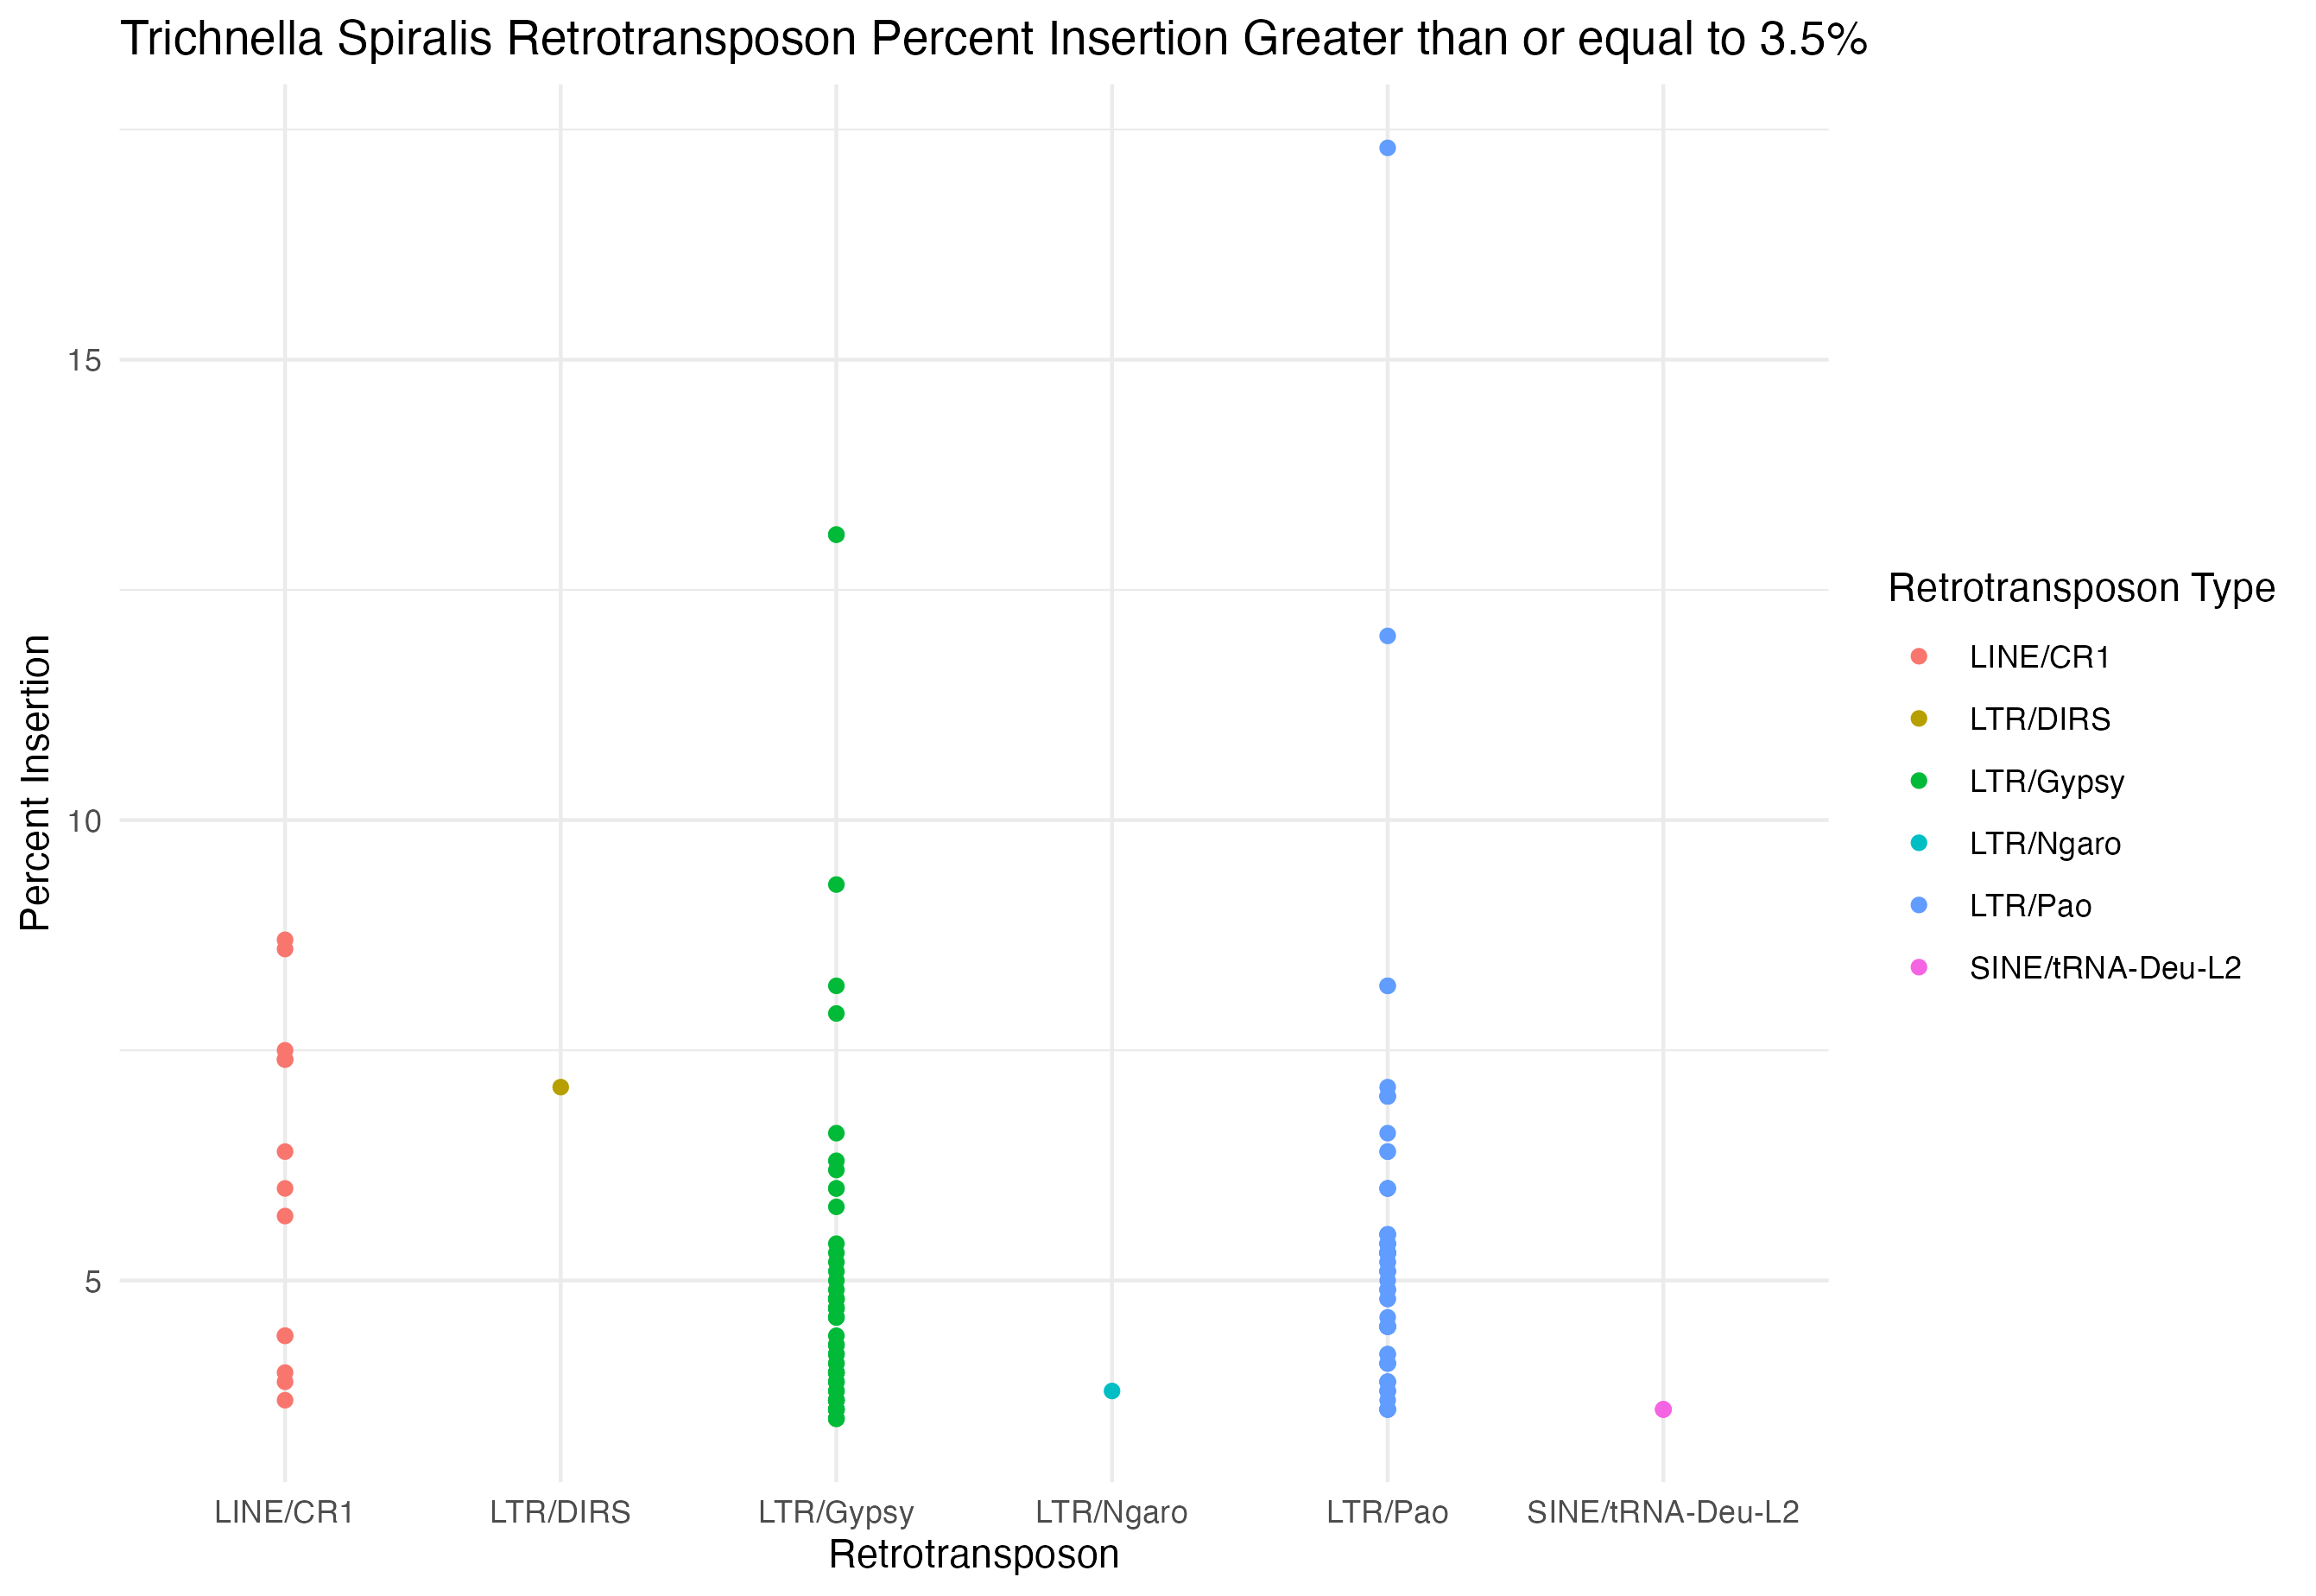 Trichnella Spiralis Retrotransposon Percent Insertion Greater than or equal to 3.5%
Percent Insertion
15
10
5
LINE/CR1
LTR/DIRS
LTR/Gypsy
LTR/Ngaro
LTR/Pao
SINE/tRNA-Deu-L2
Retrotransposon
Retrotransposon Type
LINE/CR1
LTR/DIRS
LTR/Gypsy
LTR/Ngaro
LTR/Pao
SINE/tRNA-Deu-L2